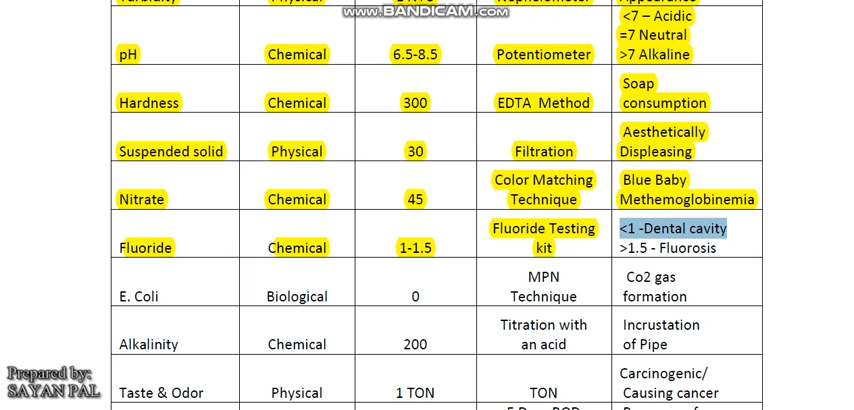 www.BANDICAM.com
<7 – Acidic
=7 Neutral
pH Chemical 6.5-8.5 Potentiometer >7 Alkaline
Soap
Hardness Chemical 300 EDTA Method consumption
Aesthetically
Suspended solid Physical 30 Filtration Displeasing
Color Matching Blue Baby
Nitrate Chemical 45 Technique Methemoglobinemia
Fluoride Testing <1 -Dental cavity
Fluoride Chemical 1-1.5 kit >1.5 - Fluorosis
MPN Co2 gas
E. Coli Biological 0 Technique formation
Titration with Incrustation
Alkalinity Chemical 200 an acid of Pipe
Carcinogenic/
Taste & Odor Physical 1 TON TON Causing cancer
Prepared by:
SAYAN PAL